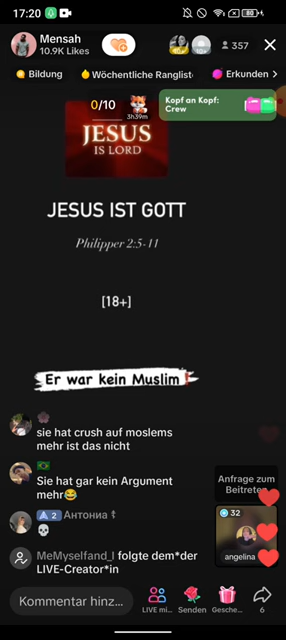 17:20
80
Mensah
10.9K Likes
357
Bildung
Wöchentliche Ranglist
Erkunden
0/10
3h39m
Kopf an Kopf:
Crew
JESUS
IS LORD
JESUS IST GOTT
Philipper 2:5-11
[18+]
Er war kein Muslim❗
sie hat crush auf moslems
mehr ist das nicht
Sie hat gar kein Argument
mehr😂
2 Антониа
💀
Anfrage zum
Beitreten
32
angelina
MeMyselfand_I folgte dem*der
LIVE-Creator*in
Kommentar hinz...
LIVE mi...
Senden
Gesche...
6